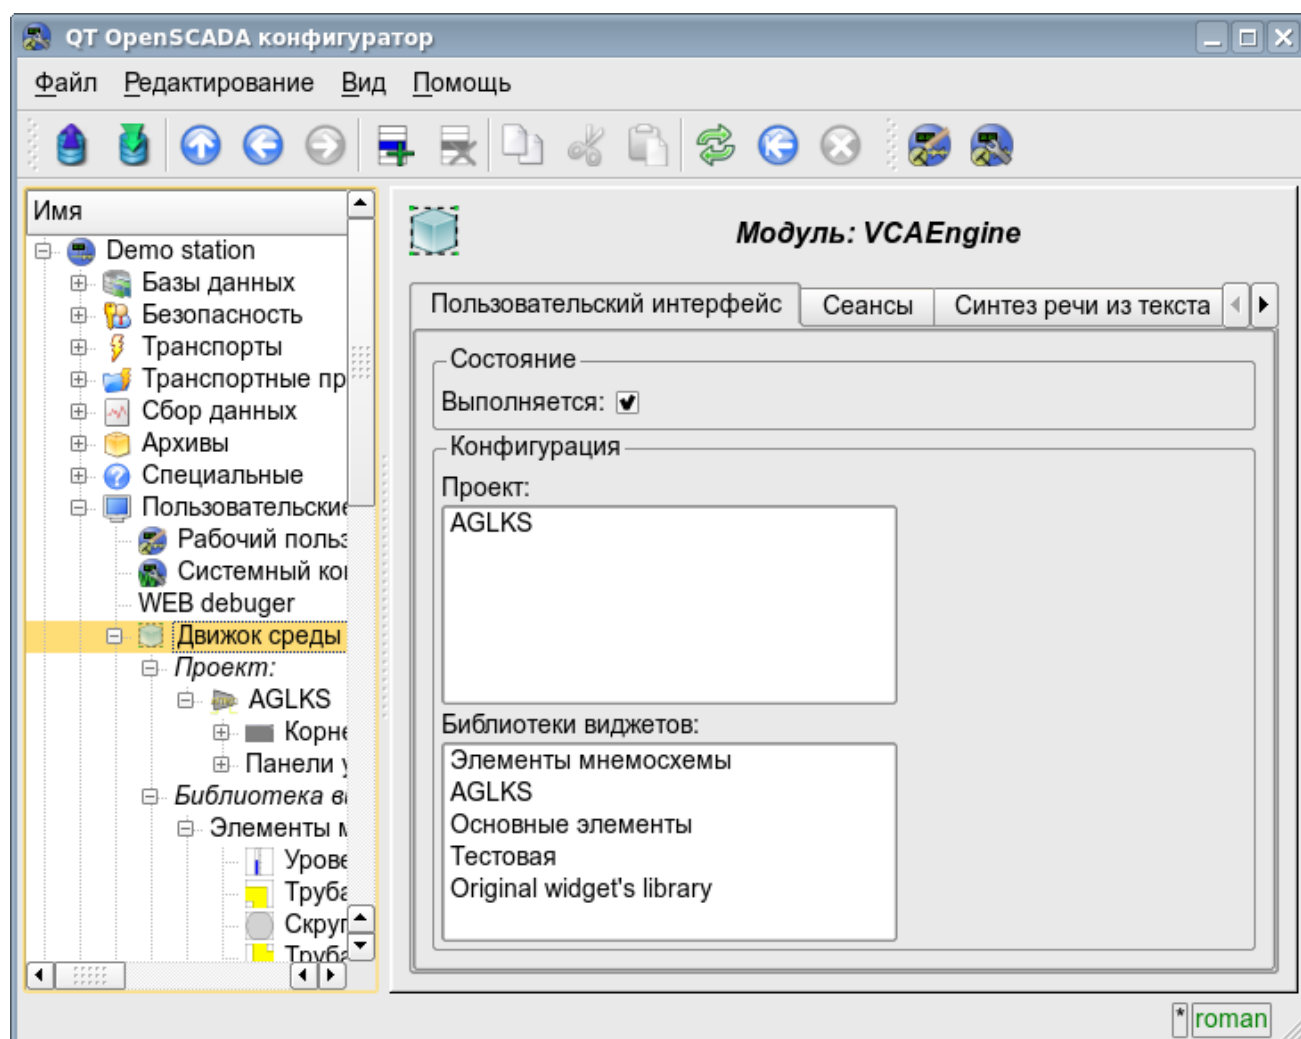 QT OpenSCADA конфигуратор
Файл Редактирование Вид Помощь
Имя
Demo station
Базы данных
Безопасность
Транспорты
Транспортные пр
Сбор данных
Архивы
Специальные
Пользовательские
Рабочий польз
Системный ко
WEB debuger
Движок среды
Проект:
AGLKS
Корне
Панели у
Библиотека в
Элементы м
Урове
Труба
Скруг
Труба
Модуль: VCAEngine
Пользовательский интерфейс Сеансы Синтез речи из текста
Состояние
Выполняется:
Конфигурация
Проект:
AGLKS
Библиотеки виджетов:
Элементы мнемосхемы
AGLKS
Основные элементы
Тестовая
Original widget's library
* roman